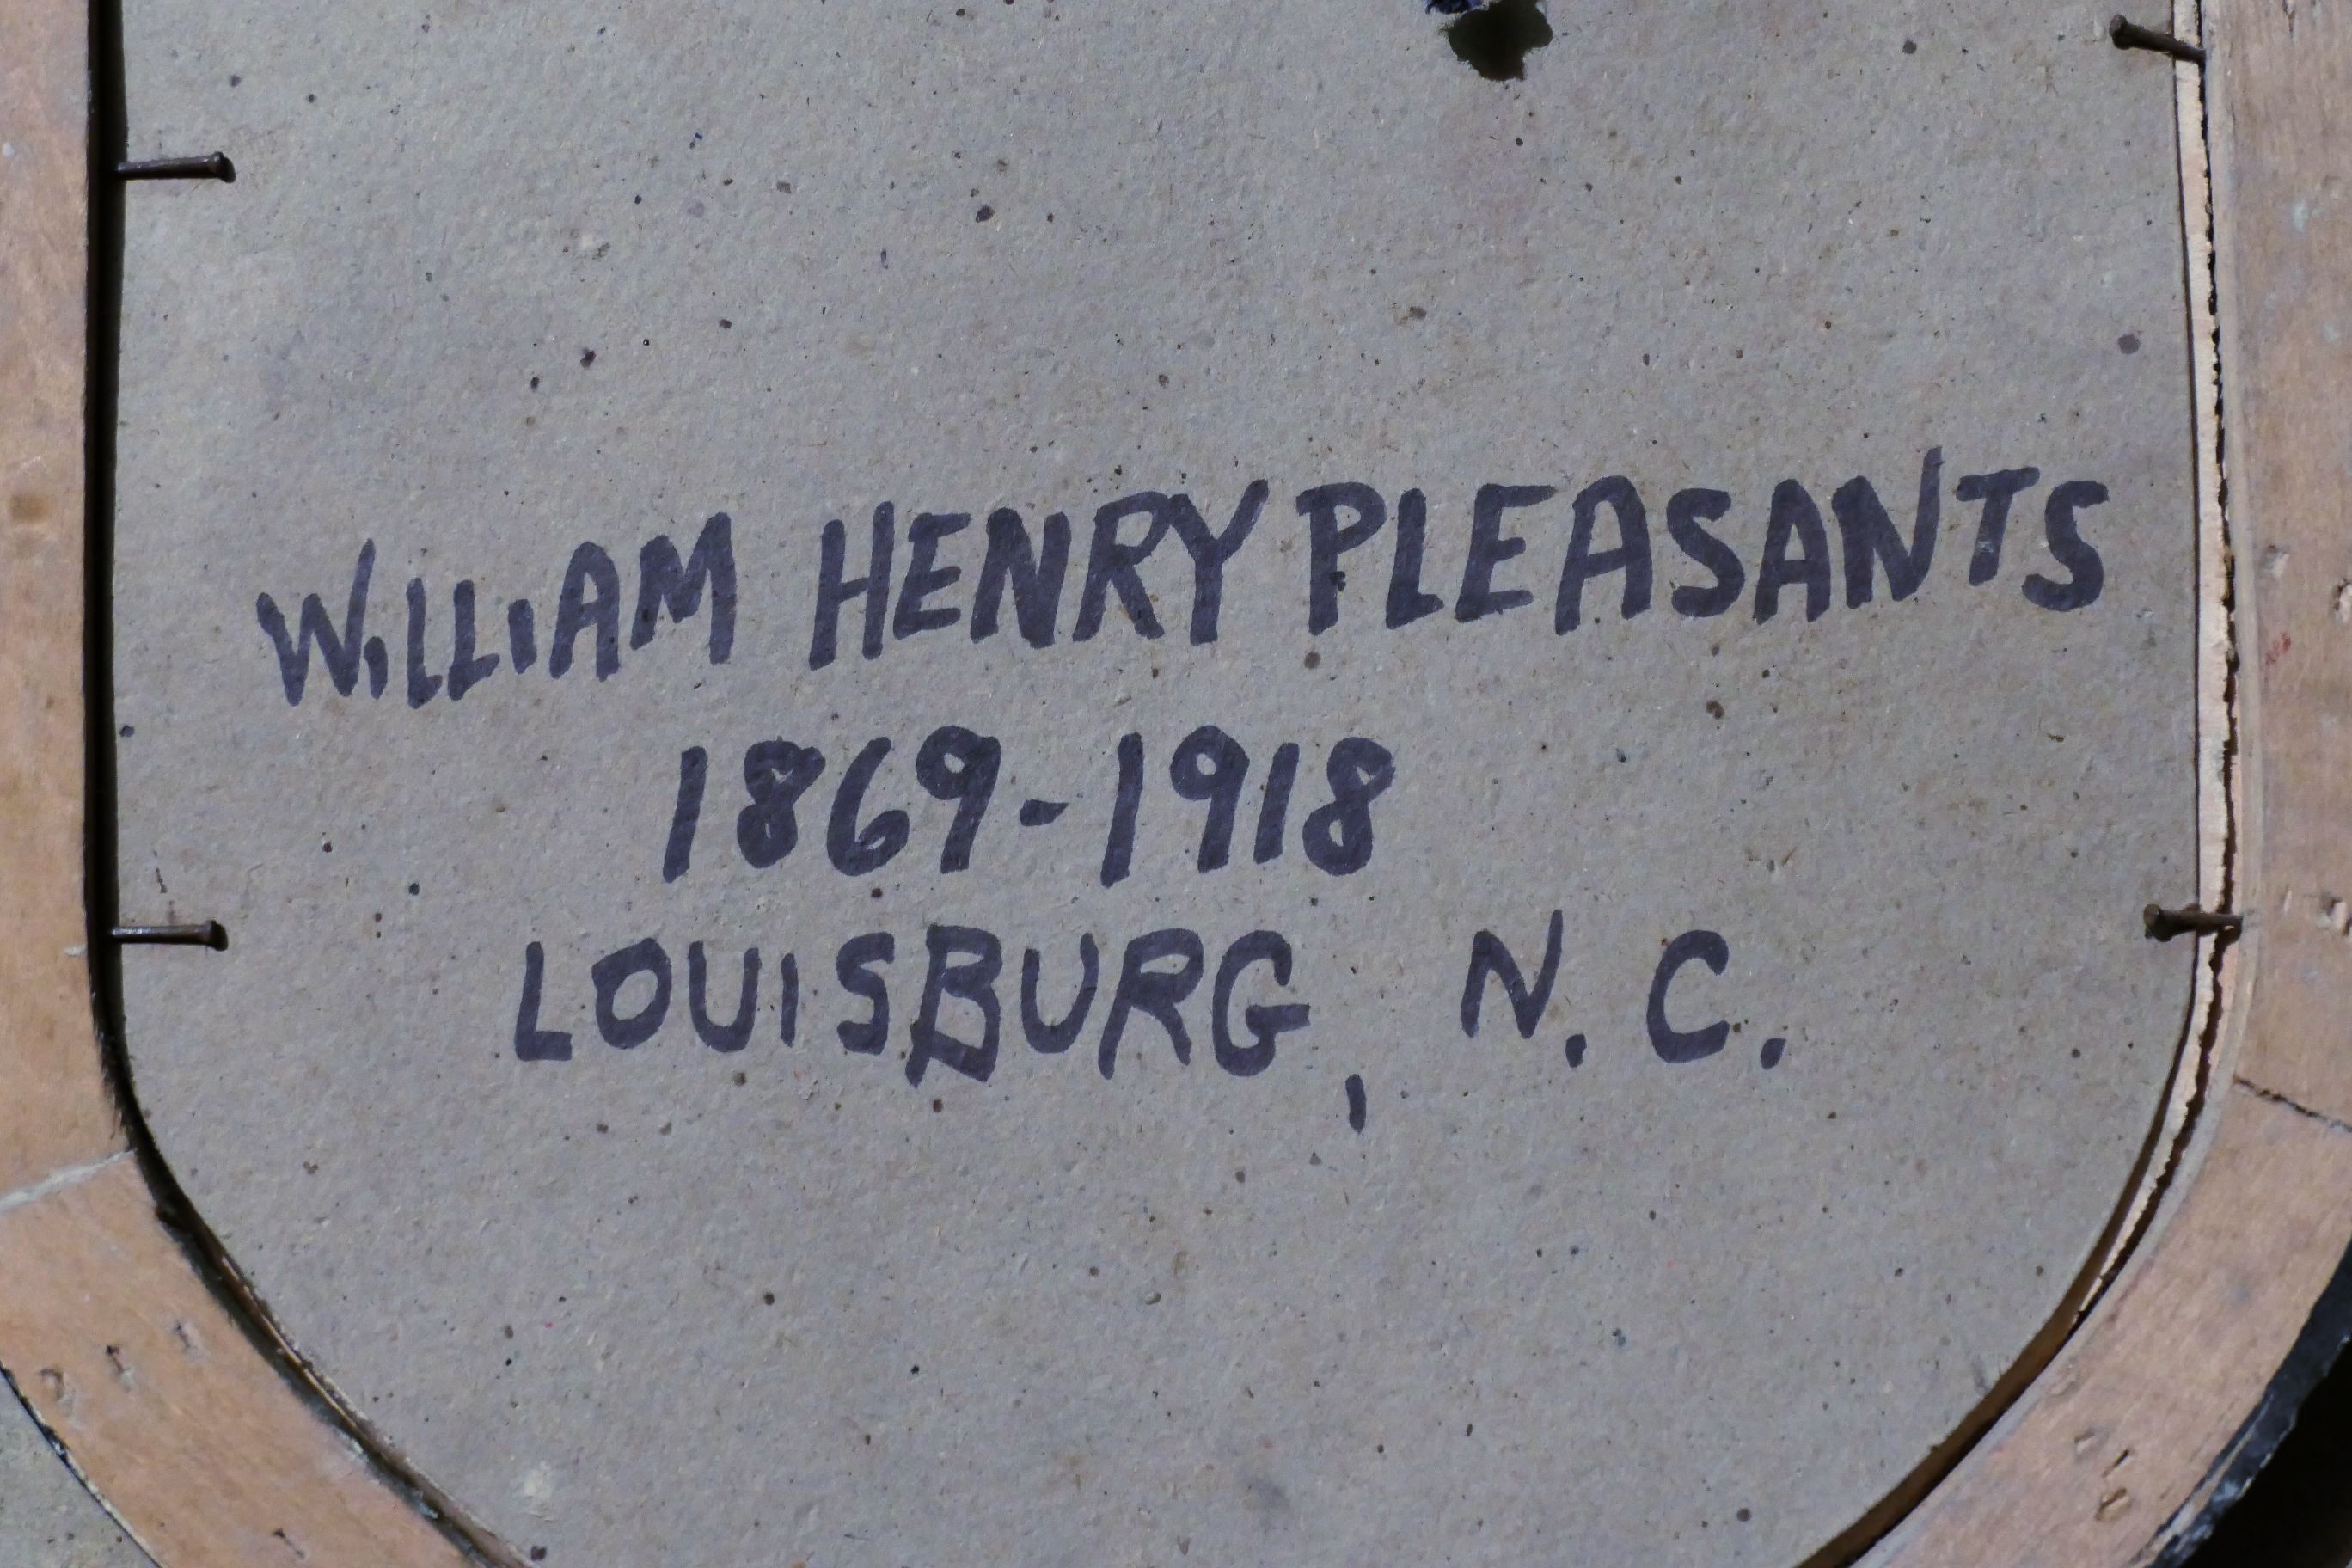 WILLIAM HENRY PLEASANTS
1869-1918
LOUISBURG, N. C.